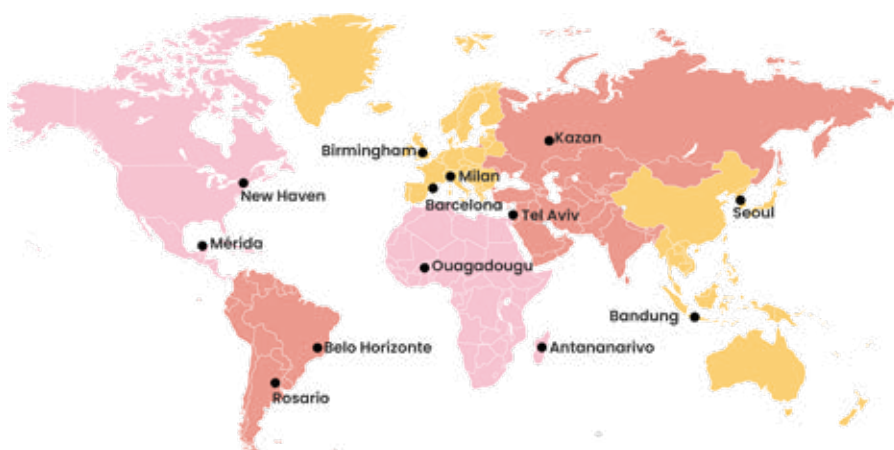 Kazan
Birmingham
Milan
New Haven
Barcelona
Tel Aviv
Seoul
Mérida
Ouagadougu
Bandung
Belo Horizonte
Antananarivo
Rosario